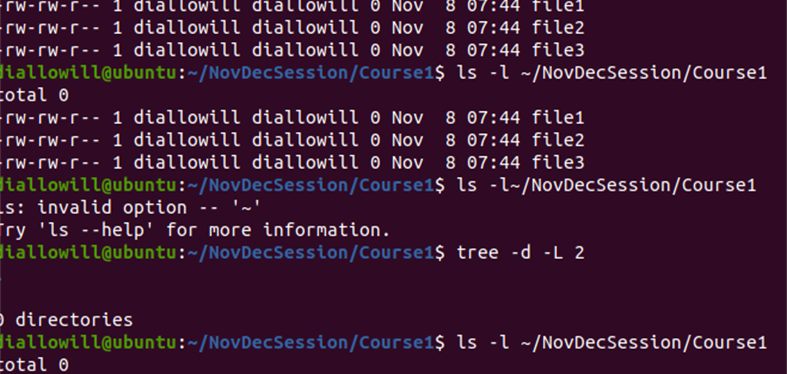 -rw-rw-r-- 1 diallowill diallowill 0 Nov  8 07:44 file1
-rw-rw-r-- 1 diallowill diallowill 0 Nov  8 07:44 file2
-rw-rw-r-- 1 diallowill diallowill 0 Nov  8 07:44 file3
diallowill@ubuntu:~/NovDecSession/Course1$ ls -l ~/NovDecSession/Course1
total 0
-rw-rw-r-- 1 diallowill diallowill 0 Nov  8 07:44 file1
-rw-rw-r-- 1 diallowill diallowill 0 Nov  8 07:44 file2
-rw-rw-r-- 1 diallowill diallowill 0 Nov  8 07:44 file3
diallowill@ubuntu:~/NovDecSession/Course1$ ls -l~/NovDecSession/Course1
ls: invalid option -- '~'
Try 'ls --help' for more information.
diallowill@ubuntu:~/NovDecSession/Course1$ tree -d -L 2
.
0 directories
diallowill@ubuntu:~/NovDecSession/Course1$ ls -l ~/NovDecSession/Course1
total 0